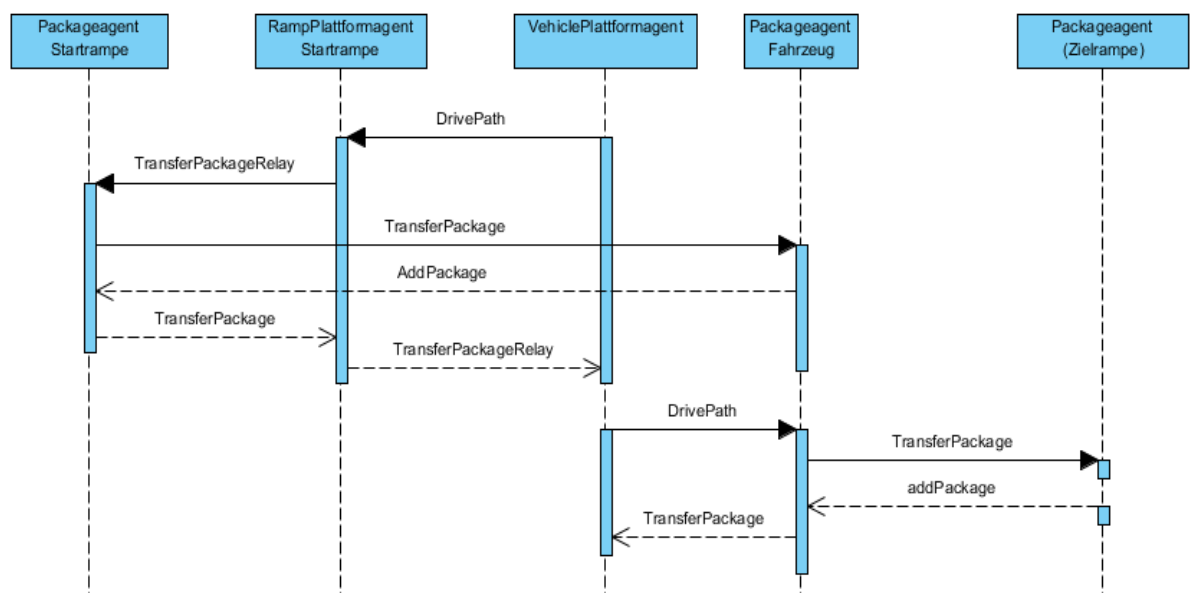 Packageagent
Startrampe
RampPlattformagent
Startrampe
VehiclePlattformagent
Packageagent
Fahrzeug
Packageagent
(Zielrampe)
DrivePath
TransferPackageRelay
TransferPackage
AddPackage
TransferPackage
TransferPackageRelay
DrivePath
TransferPackage
addPackage
TransferPackage